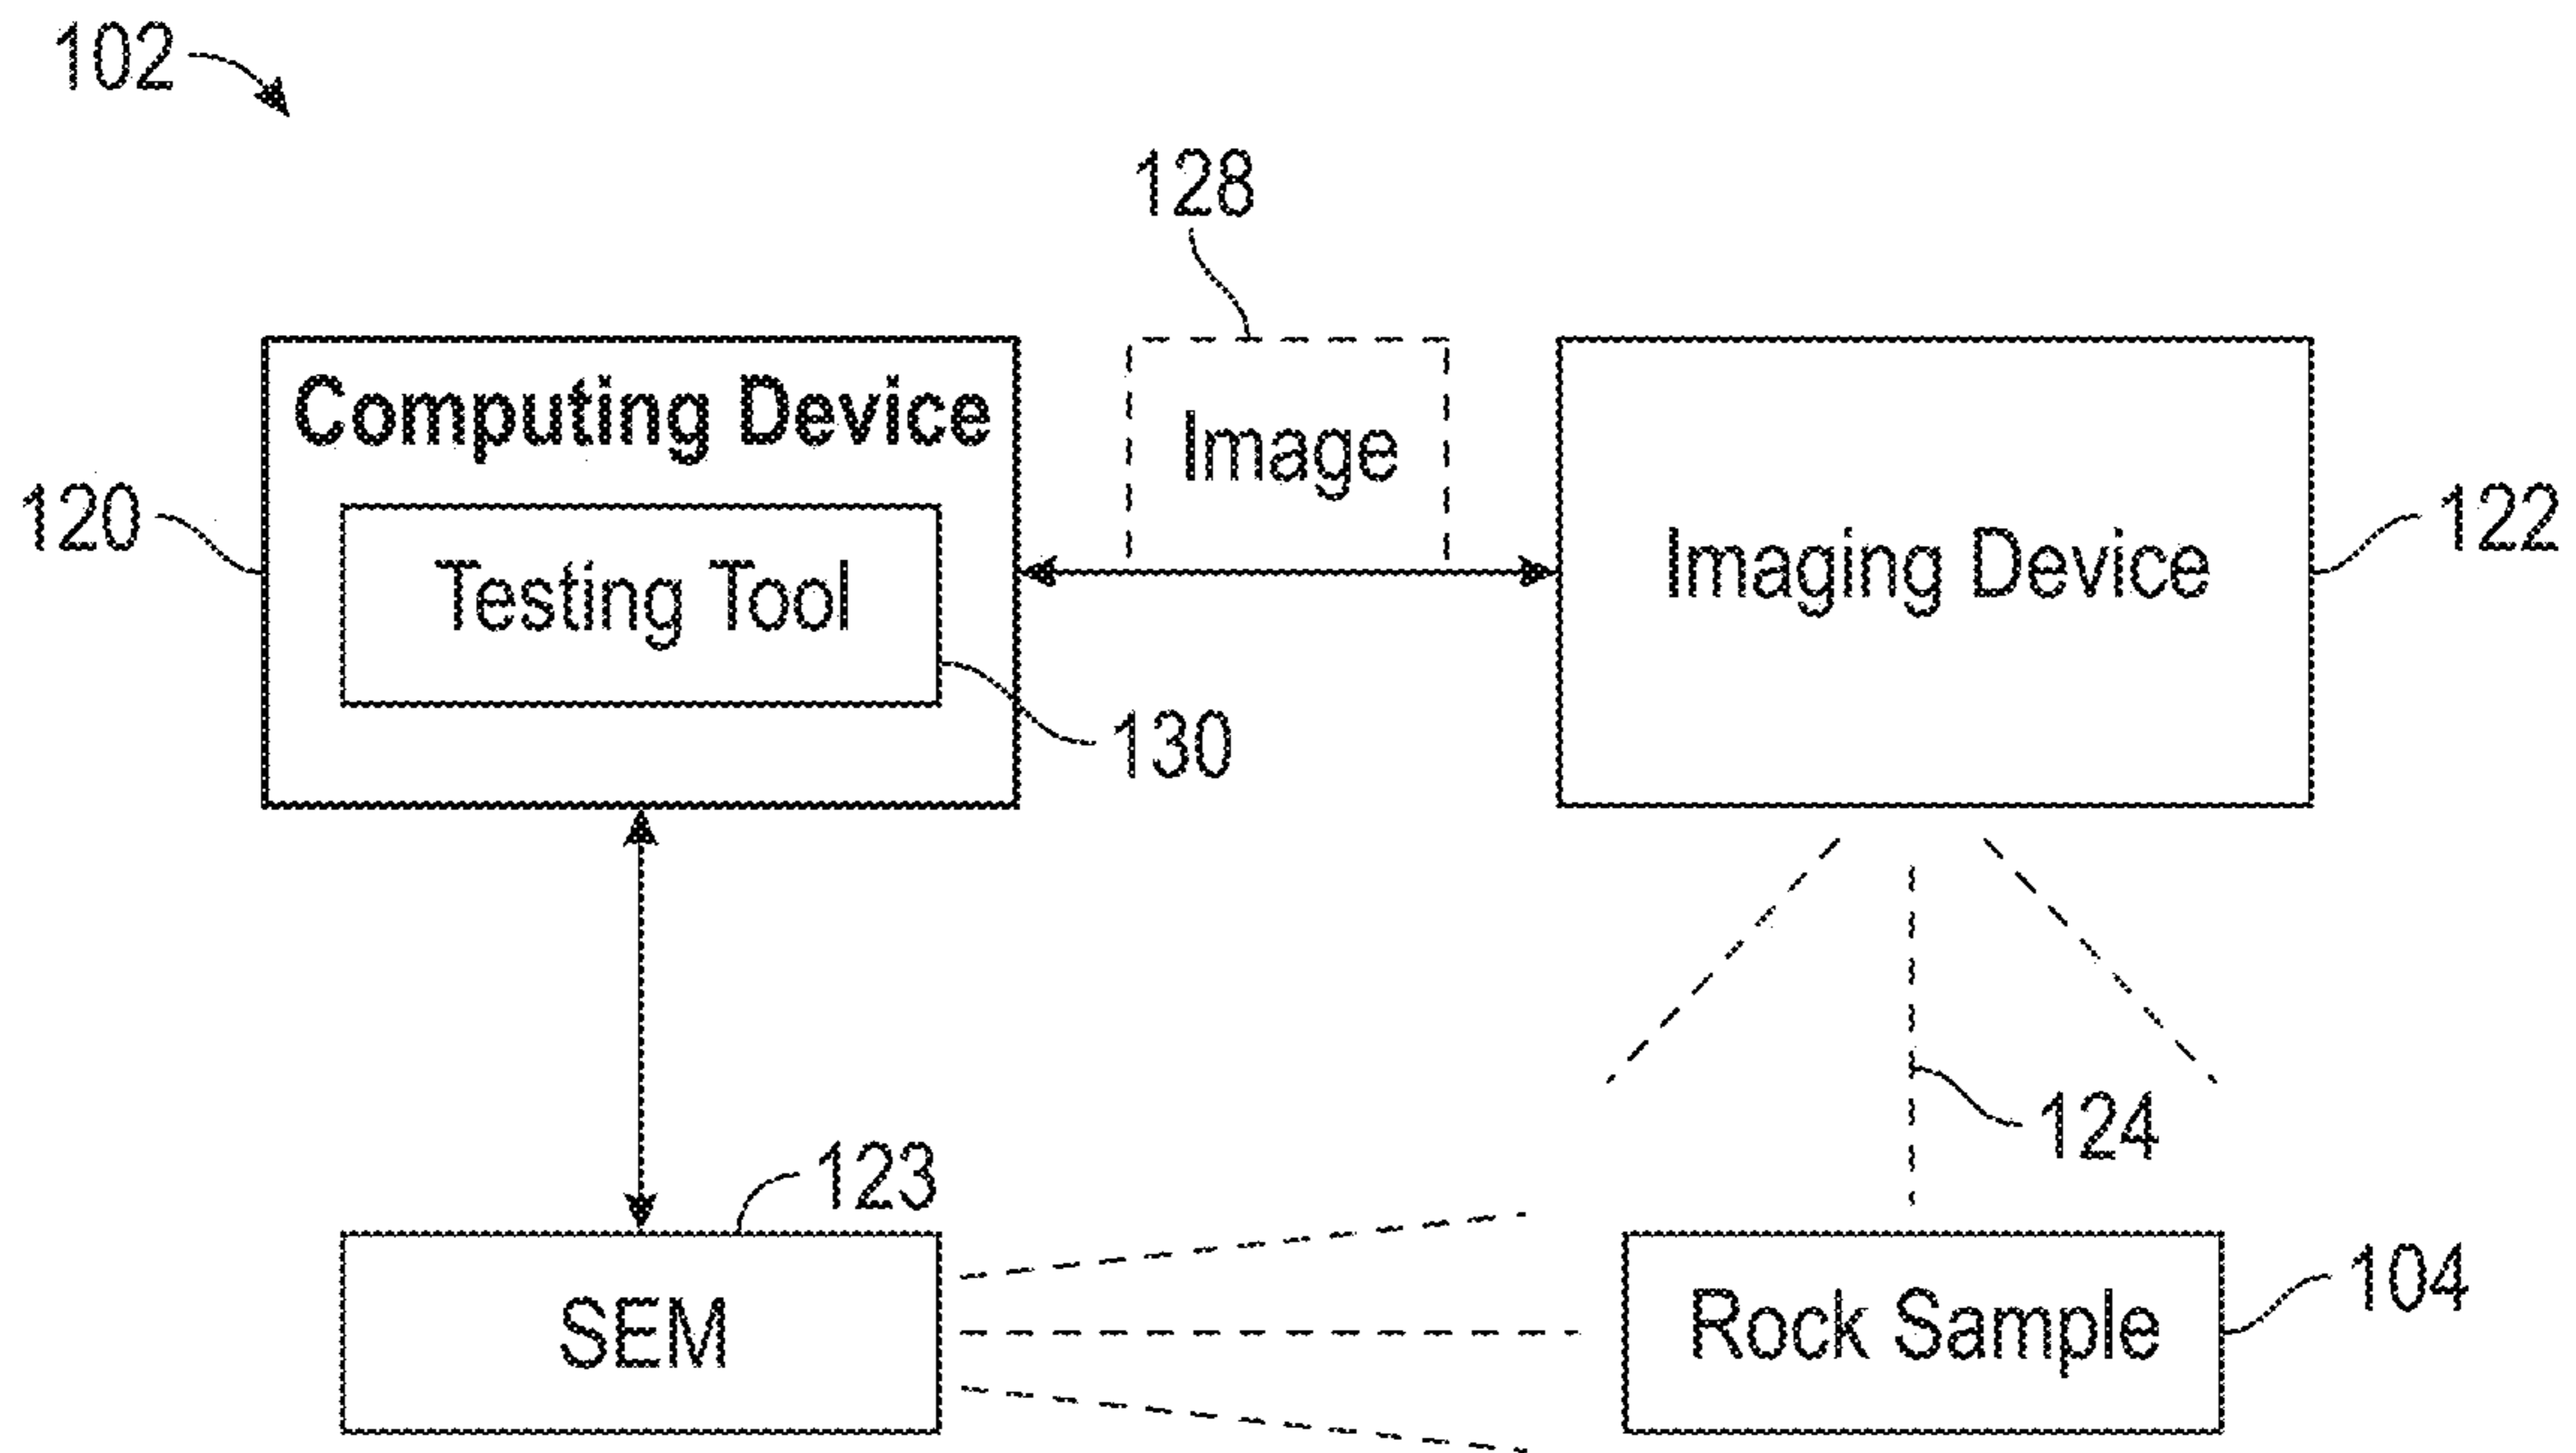 102
128
Computing Device
Image
120
Testing Tool
Imaging Device
122
130
124
123
SEM
Rock Sample
104